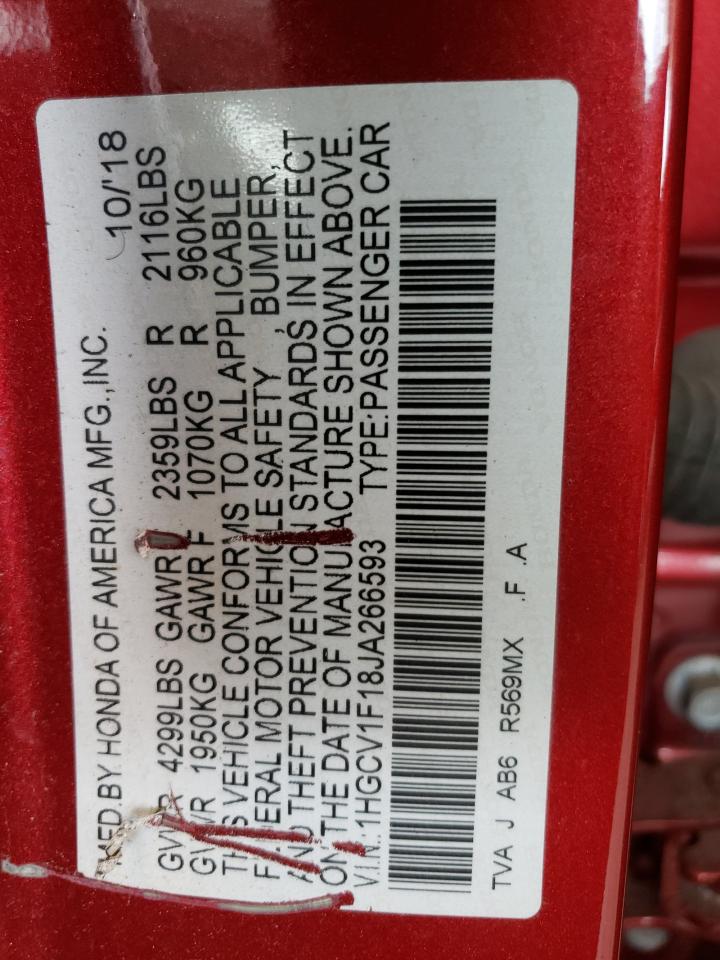 MFD.BY HONDA OF AMERICA MFG.,INC. 10/'18
GVWR 4299LBS GAWR F 2359LBS R 2116LBS
GVWR 1950KG GAWR F 1070KG R 960KG
THIS VEHICLE CONFORMS TO ALL APPLICABLE
FEDERAL MOTOR VEHICLE SAFETY , BUMPER,
AND THEFT PREVENTION STANDARDS IN EFFECT
ON THE DATE OF MANUFACTURE SHOWN ABOVE.
V.I.N.:1HGCV1F18JA266593 TYPE:PASSENGER CAR
TVA J AB6 R569MX .F .A